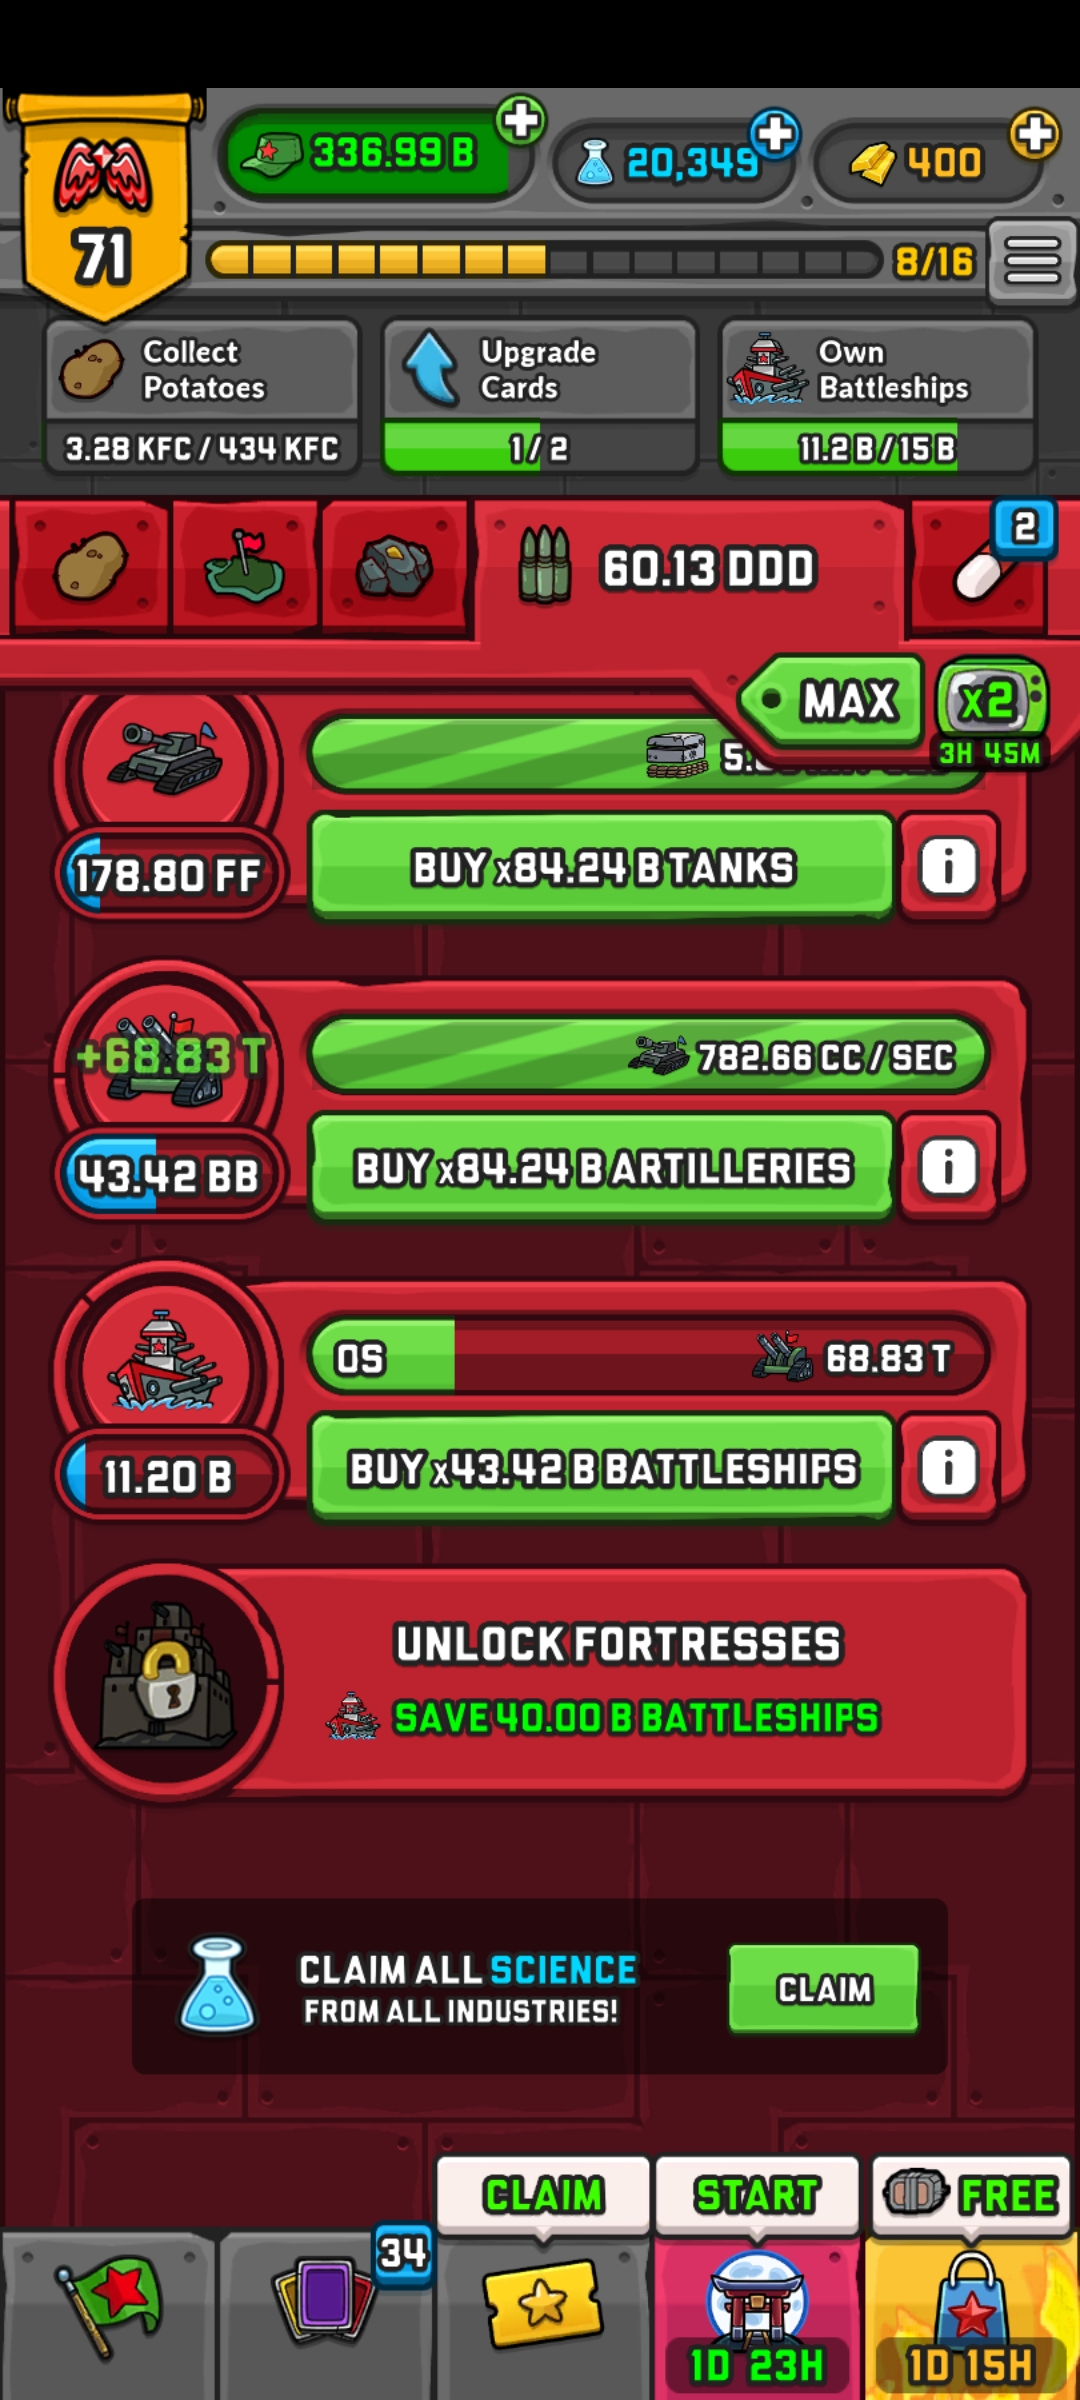 336.99 B
20,349
400
71
8/16
Collect
Potatoes
Upgrade
Cards
Own
Battleships
3.28 KFC / 434 KFC
1 / 2
11.2 B / 15 B
60.13 DDD
2
MAX
x2
3H 45M
178.80 FF
BUY x84.24 B TANKS
i
+68.83 T
782.66 CC / SEC
43.42 BB
BUY x84.24 B ARTILLERIES
i
0S
68.83 T
11.20 B
BUY x43.42 B BATTLESHIPS
i
UNLOCK FORTRESSES
SAVE 40.00 B BATTLESHIPS
CLAIM ALL SCIENCE
FROM ALL INDUSTRIES!
CLAIM
CLAIM
START
FREE
34
1D 23H
1D 15H